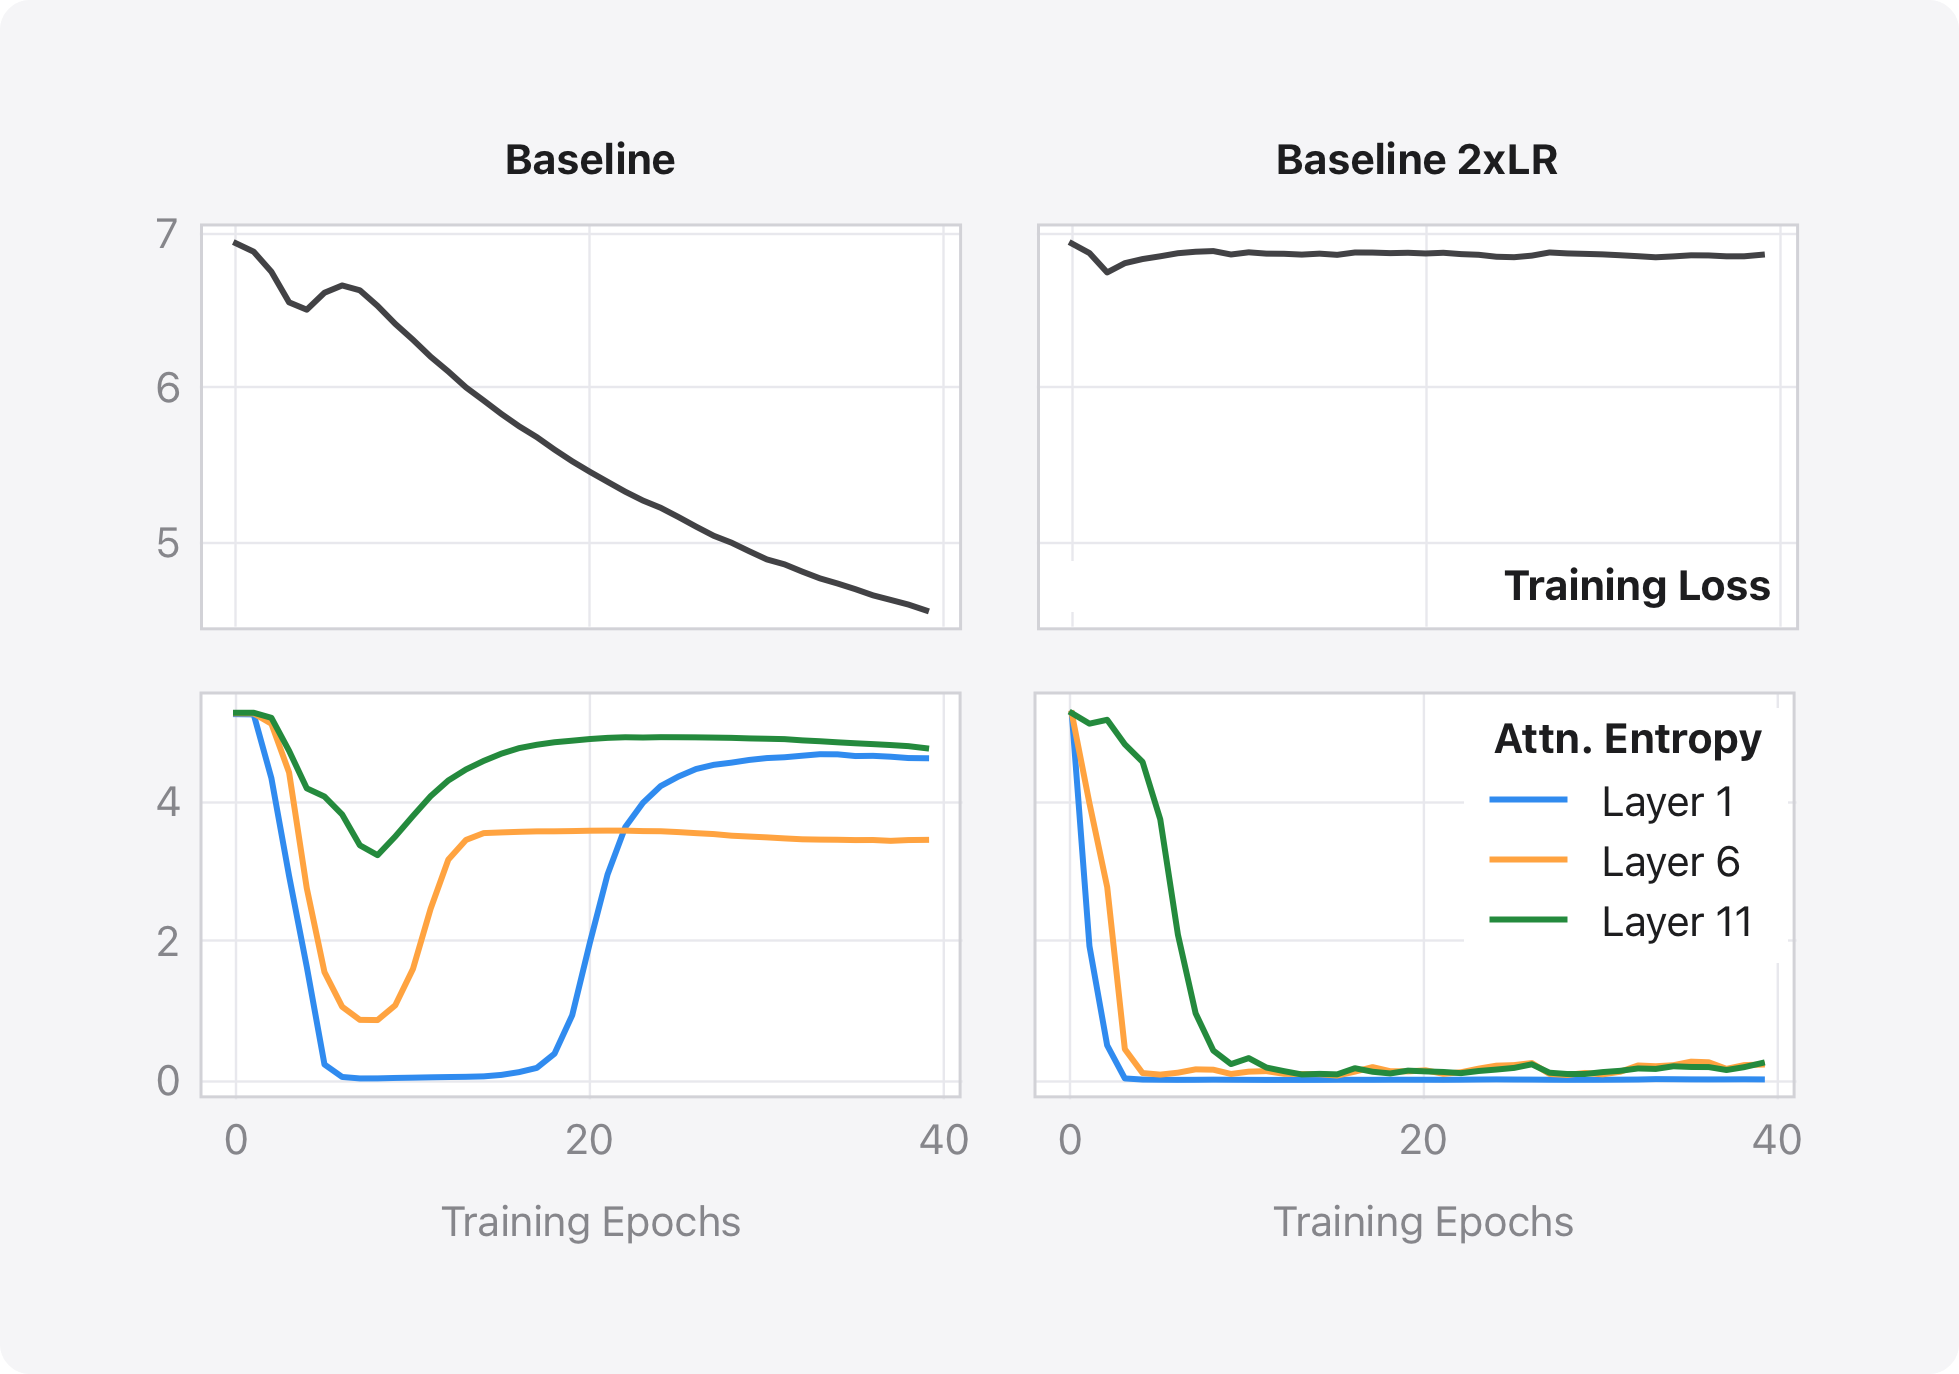 Baseline
Baseline 2xLR
7
6
5
Training Loss
4
2
0
Attn. Entropy
Layer 1
Layer 6
Layer 11
0 20 40
0 20 40
Training Epochs
Training Epochs